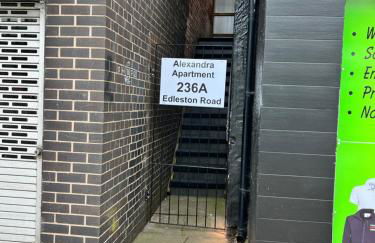 Alexandra
Apartment
236A
Edleston Road